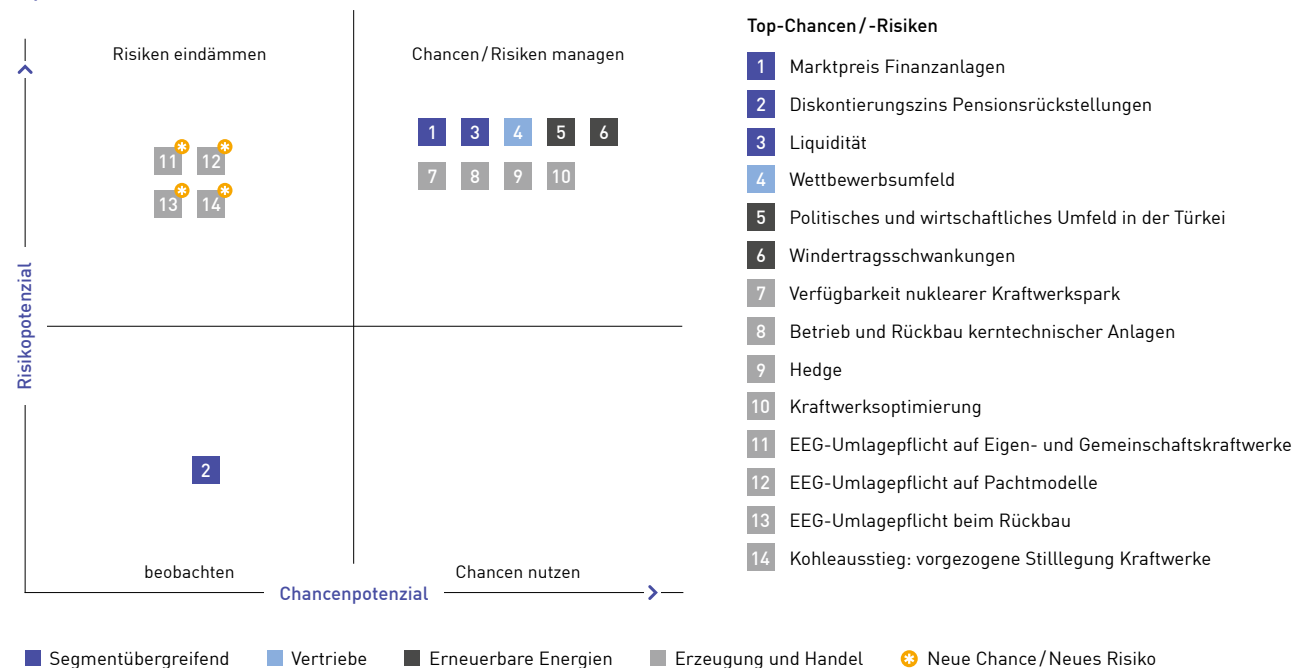 Risiken eindämmen
Chancen/Risiken managen
11 12
13 14
1 3 4 5 6
7 8 9 10
Risikopotenzial
2
beobachten
Chancen nutzen
Chancenpotenzial
Top-Chancen/-Risiken
1 Marktpreis Finanzanlagen
2 Diskontierungszins Pensionsrückstellungen
3 Liquidität
4 Wettbewerbsumfeld
5 Politisches und wirtschaftliches Umfeld in der Türkei
6 Windertragsschwankungen
7 Verfügbarkeit nuklearer Kraftwerkspark
8 Betrieb und Rückbau kerntechnischer Anlagen
9 Hedge
10 Kraftwerksoptimierung
11 EEG-Umlagepflicht auf Eigen- und Gemeinschaftskraftwerke
12 EEG-Umlagepflicht auf Pachtmodelle
13 EEG-Umlagepflicht beim Rückbau
14 Kohleausstieg: vorgezogene Stilllegung Kraftwerke
Segmentübergreifend Vertriebe Erneuerbare Energien Erzeugung und Handel Neue Chance/Neues Risiko